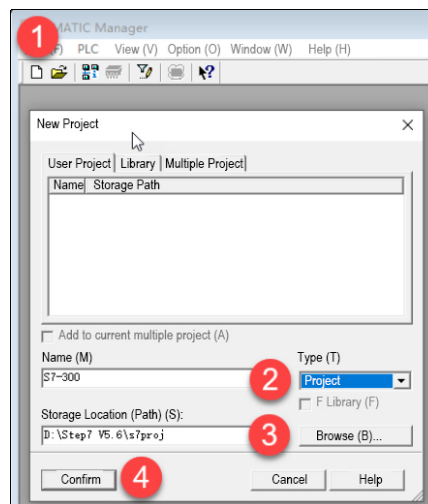 1
MATIC Manager
(F) PLC View (V) Option (O) Window (W) Help (H)
New Project
User Project Library Multiple Project
Name Storage Path
Add to current multiple project (A)
Name (M) Type (T)
S7-300 2 Project
F Library (F)
Storage Location (Path) (S):
D:\Step7 V5.6\s7proj 3 Browse (B)...
Confirm 4 Cancel Help